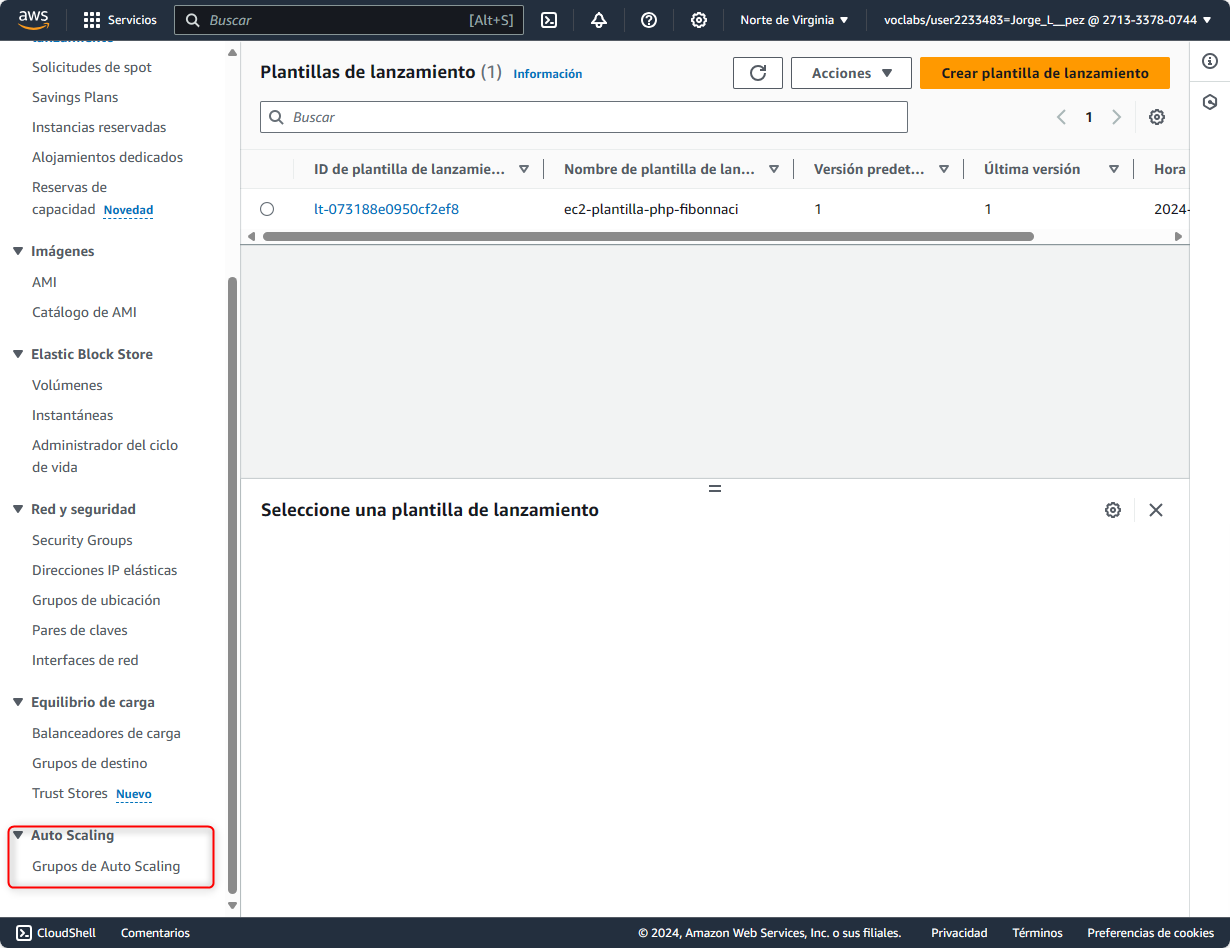 aws
Servicios
Buscar
[Alt+S]
Norte de Virginia
voclabs/user2233483=Jorge_L__pez @ 2713-3378-0744
Solicitudes de spot
Savings Plans
Instancias reservadas
Alojamientos dedicados
Reservas de
capacidad Novedad
Imágenes
AMI
Catálogo de AMI
Elastic Block Store
Volúmenes
Instantáneas
Administrador del ciclo
de vida
Red y seguridad
Security Groups
Direcciones IP elásticas
Grupos de ubicación
Pares de claves
Interfaces de red
Equilibrio de carga
Balanceadores de carga
Grupos de destino
Trust Stores Nuevo
Auto Scaling
Grupos de Auto Scaling
Plantillas de lanzamiento (1) Información
Acciones
Crear plantilla de lanzamiento
Buscar
1
ID de plantilla de lanzamie... Nombre de plantilla de lan... Versión predet... Última versión Hora
lt-073188e0950cf2ef8 ec2-plantilla-php-fibonnaci 1 1 2024-
Seleccione una plantilla de lanzamiento
CloudShell Comentarios © 2024, Amazon Web Services, Inc. o sus filiales. Privacidad Términos Preferencias de cookies